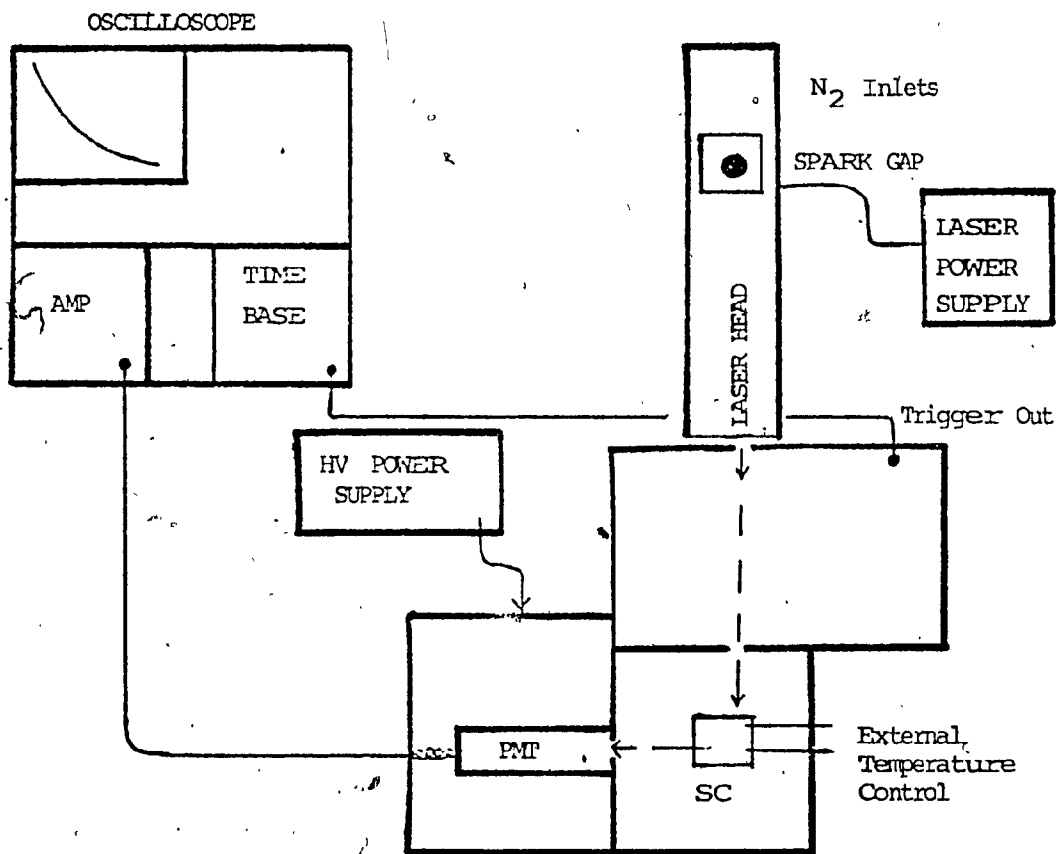 OSCILLOSCOPE
N2 Inlets
SPARK GAP
LASER
POWER
SUPPLY
LASER HEAD
AMP
TIME
BASE
Trigger Out
HV POWER
SUPPLY
PMT
SC
External
Temperature
Control